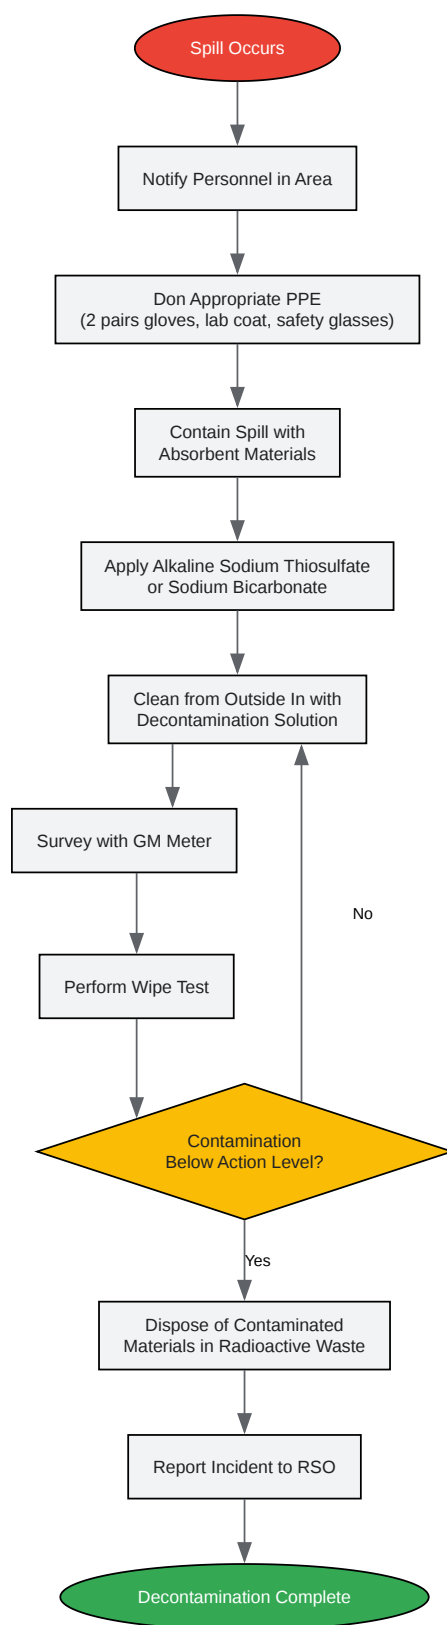 Spill Occurs
Notify Personnel in Area
Don Appropriate PPE
(2 pairs gloves, lab coat, safety glasses)
Contain Spill with
Absorbent Materials
Apply Alkaline Sodium Thiosulfate
or Sodium Bicarbonate
Clean from Outside In with
Decontamination Solution
Survey with GM Meter
No
Perform Wipe Test
Contamination
Below Action Level?
Yes
Dispose of Contaminated
Materials in Radioactive Waste
Report Incident to RSO
Decontamination Complete